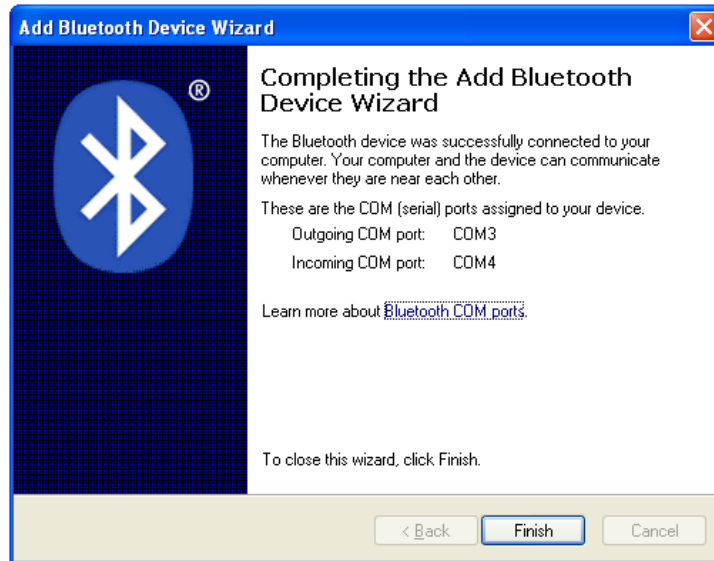 Add Bluetooth Device Wizard
®
Completing the Add Bluetooth
Device Wizard
The Bluetooth device was successfully connected to your
computer. Your computer and the device can communicate
whenever they are near each other.
These are the COM (serial) ports assigned to your device.
Outgoing COM port: COM3
Incoming COM port: COM4
Learn more about Bluetooth COM ports.
To close this wizard, click Finish.
< Back Finish Cancel